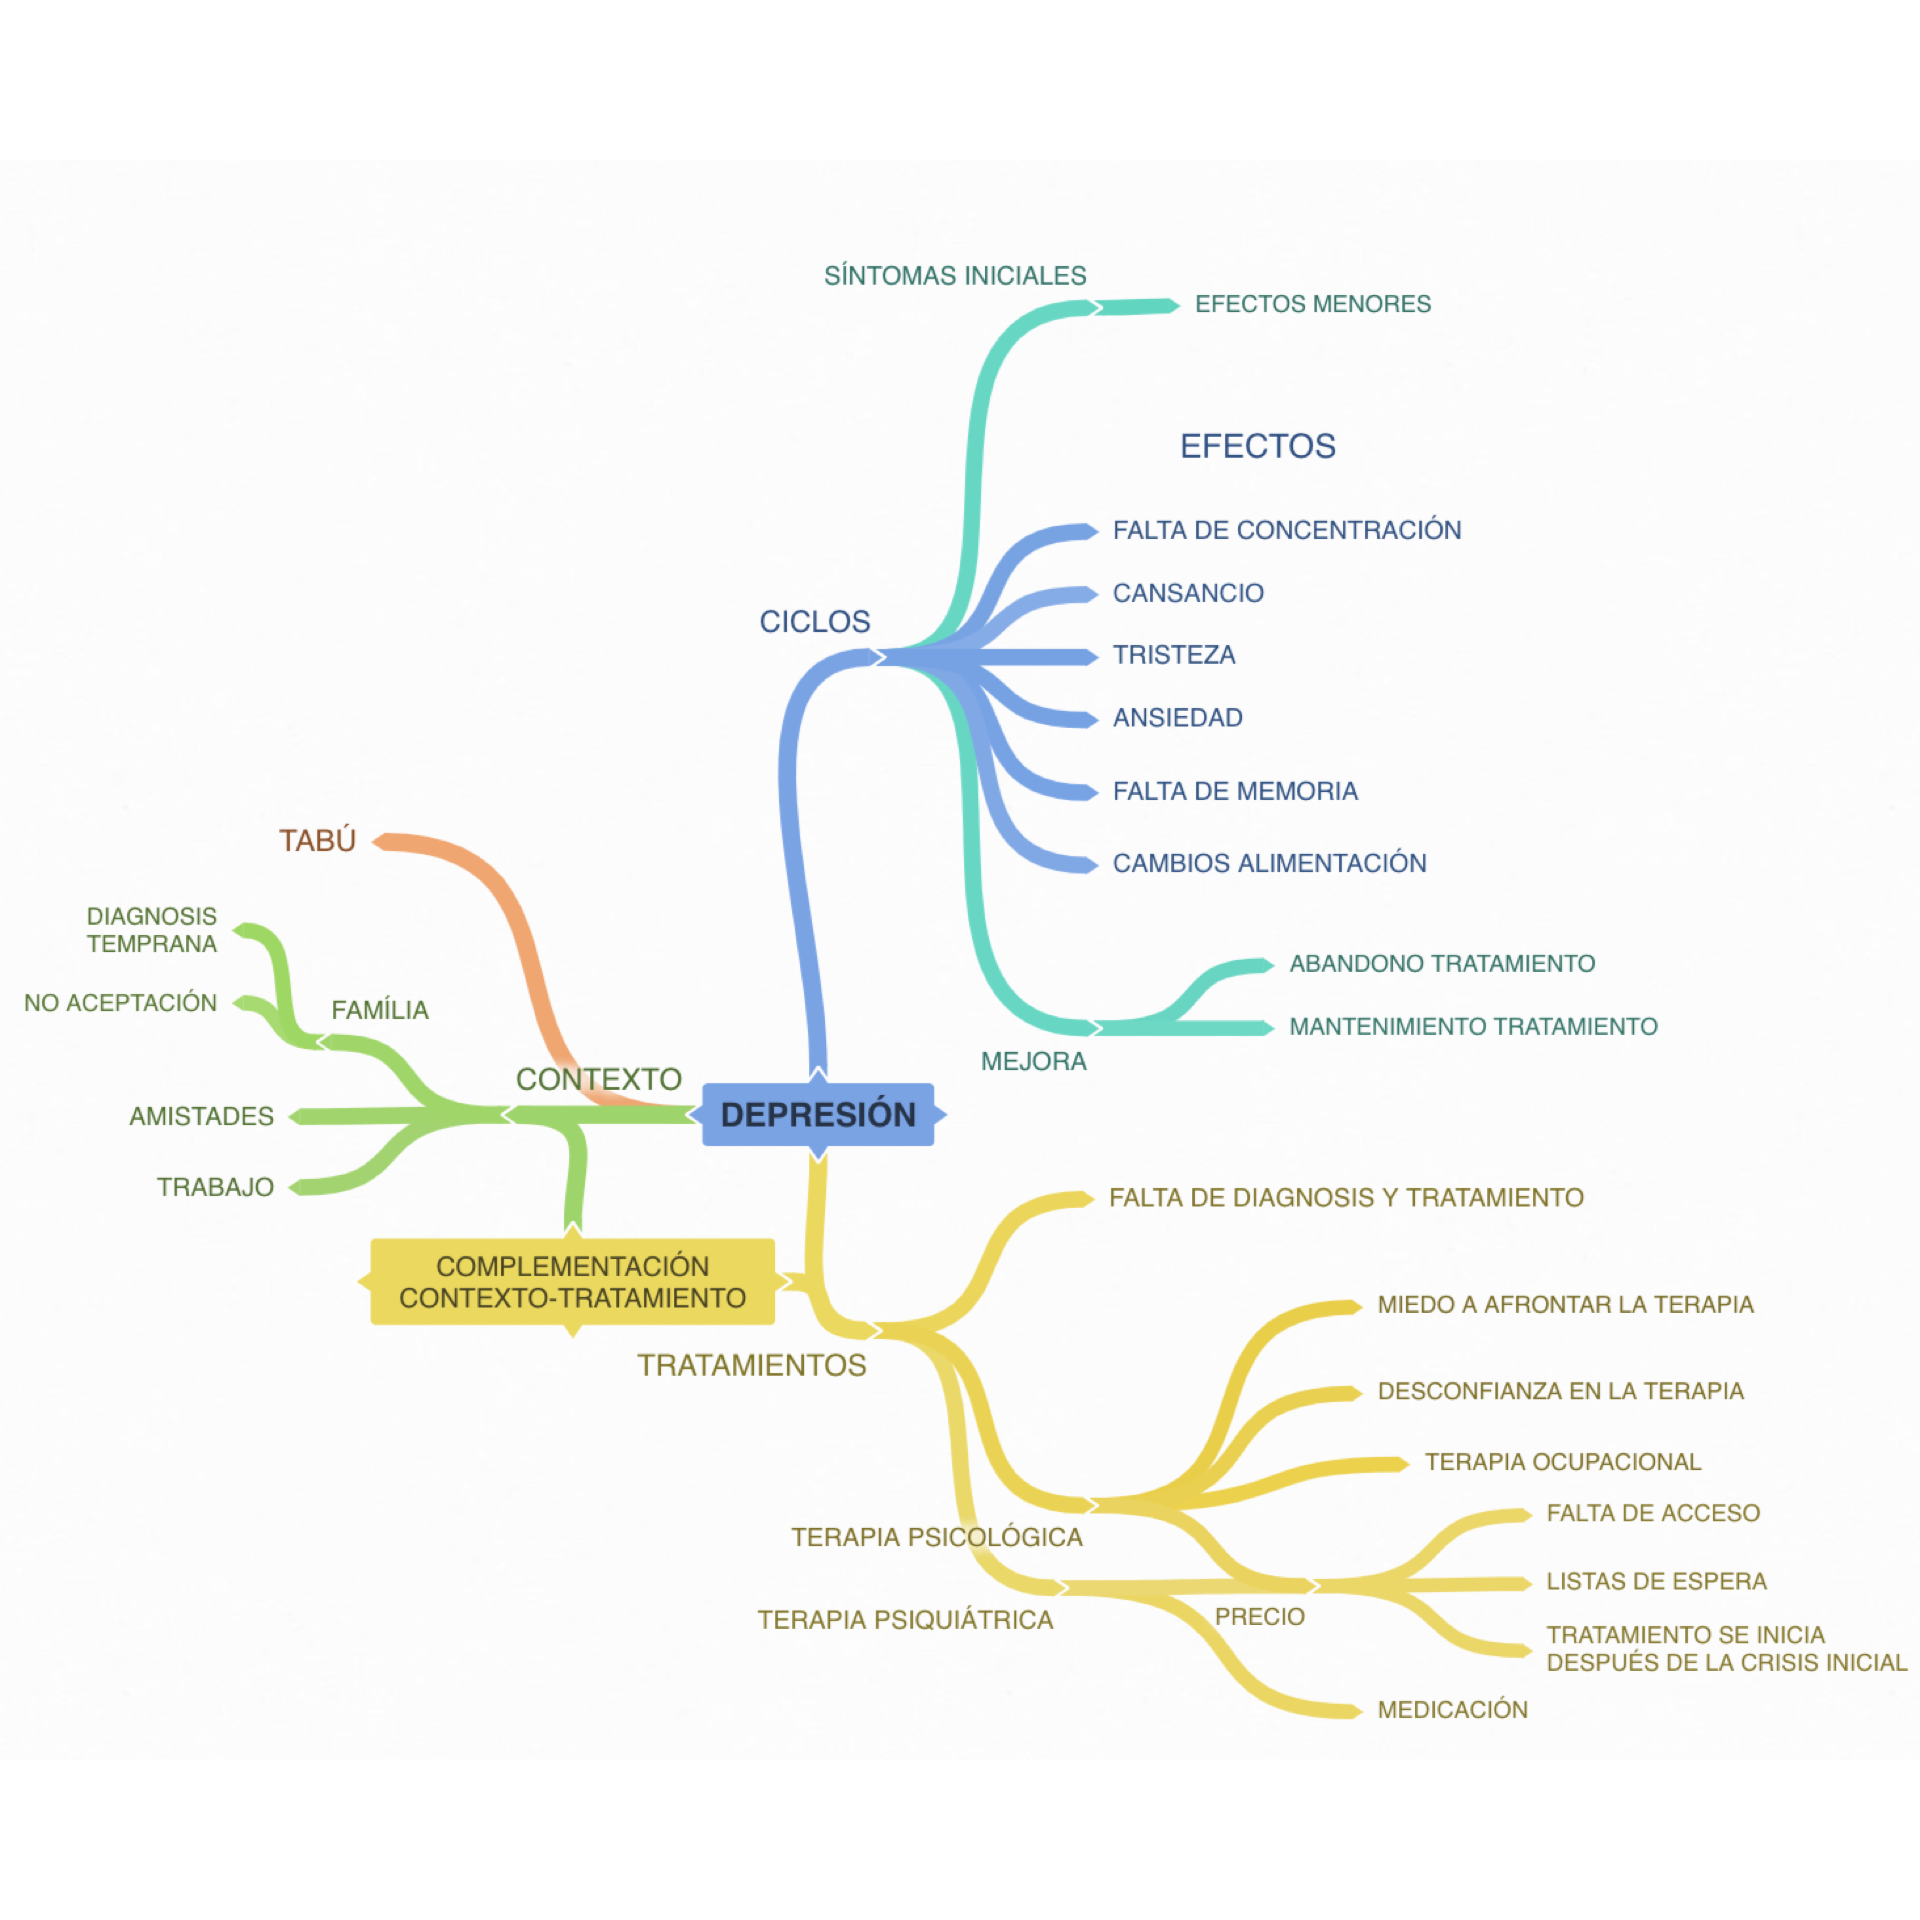 SÍNTOMAS INICIALES
EFECTOS MENORES
EFECTOS
FALTA DE CONCENTRACIÓN
CANSANCIO
CICLOS
TRISTEZA
ANSIEDAD
FALTA DE MEMORIA
CAMBIOS ALIMENTACIÓN
ABANDONO TRATAMIENTO
MANTENIMIENTO TRATAMIENTO
MEJORA
TABÚ
DIAGNOSIS
TEMPRANA
NO ACEPTACIÓN
FAMÍLIA
CONTEXTO
AMISTADES
TRABAJO
DEPRESIÓN
COMPLEMENTACIÓN
CONTEXTO-TRATAMIENTO
TRATAMIENTOS
FALTA DE DIAGNOSIS Y TRATAMIENTO
MIEDO A AFRONTAR LA TERAPIA
DESCONFIANZA EN LA TERAPIA
TERAPIA OCUPACIONAL
TERAPIA PSICOLÓGICA
FALTA DE ACCESO
LISTAS DE ESPERA
TRATAMIENTO SE INICIA
DESPUÉS DE LA CRISIS INICIAL
PRECIO
TERAPIA PSIQUIÁTRICA
MEDICACIÓN